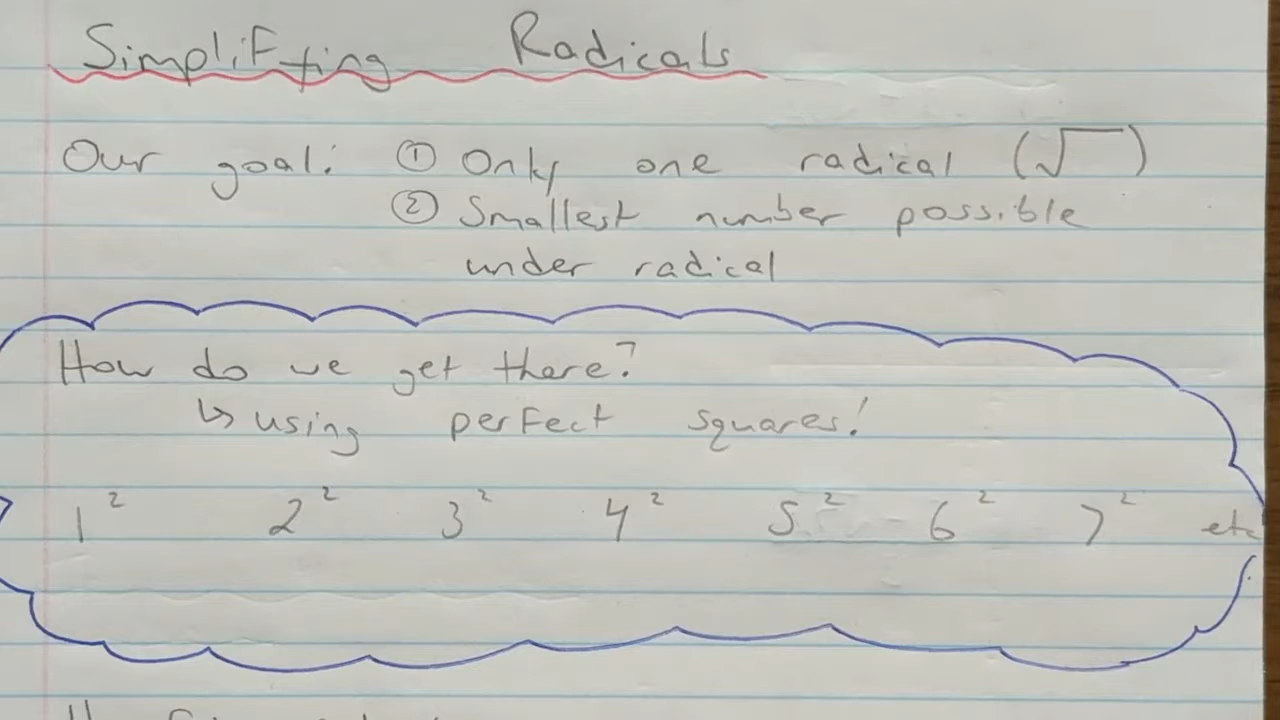 Simplifying Radicals
Our goal: ① Only one radical (√ )
② Smallest number possible
under radical
How do we get there?
↳ using perfect squares!
1² 2² 3² 4² 5² 6² 7² etc